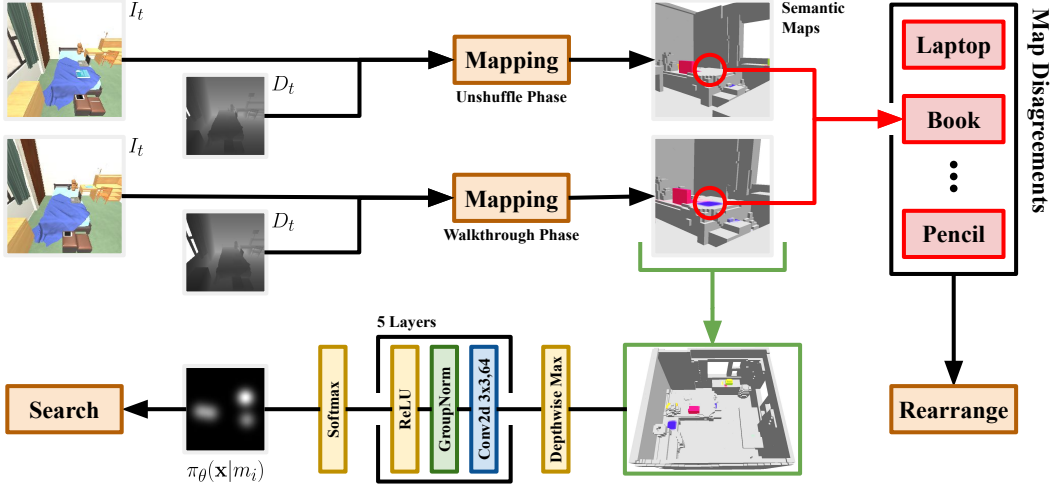 I_t
D_t
Mapping
Unshuffle Phase
Semantic
Maps
Laptop
Book
Pencil
Map Disagreements
I_t
D_t
Mapping
Walkthrough Phase
5 Layers
Search
π_θ(x|m_i)
Softmax
ReLU
GroupNorm
Conv2d 3x3,64
Depthwise Max
Rearrange